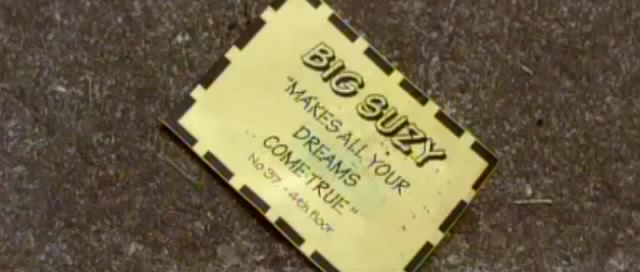 BIG SUZY
"MAKES ALL YOUR
DREAMS
COME TRUE"
No 37 - 4th floor